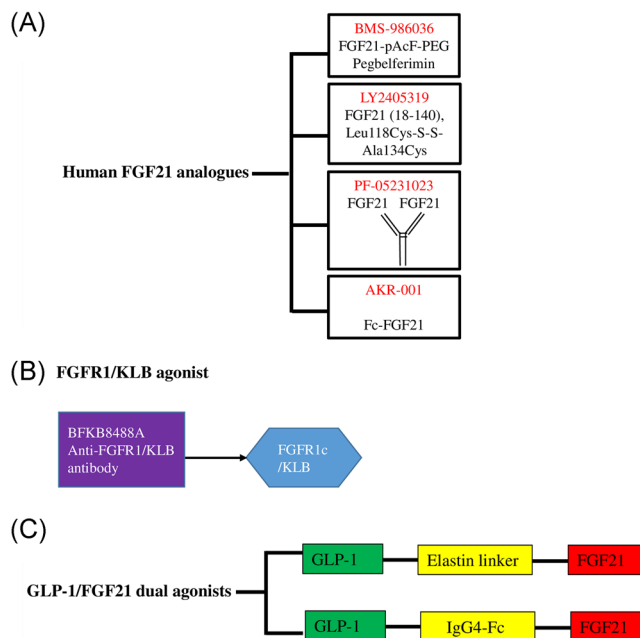 (A)
BMS-986036
FGF21-pAcF-PEG
Pegbelferimin
LY2405319
FGF21 (18-140),
Leu118Cys-S-S-
Ala134Cys
Human FGF21 analogues
PF-05231023
FGF21 FGF21
AKR-001
Fc-FGF21
(B) FGFR1/KLB agonist
BFKB8488A
Anti-FGFR1/KLB
antibody
FGFR1c
/KLB
(C)
GLP-1 Elastin linker FGF21
GLP-1/FGF21 dual agonists
GLP-1 IgG4-Fc FGF21